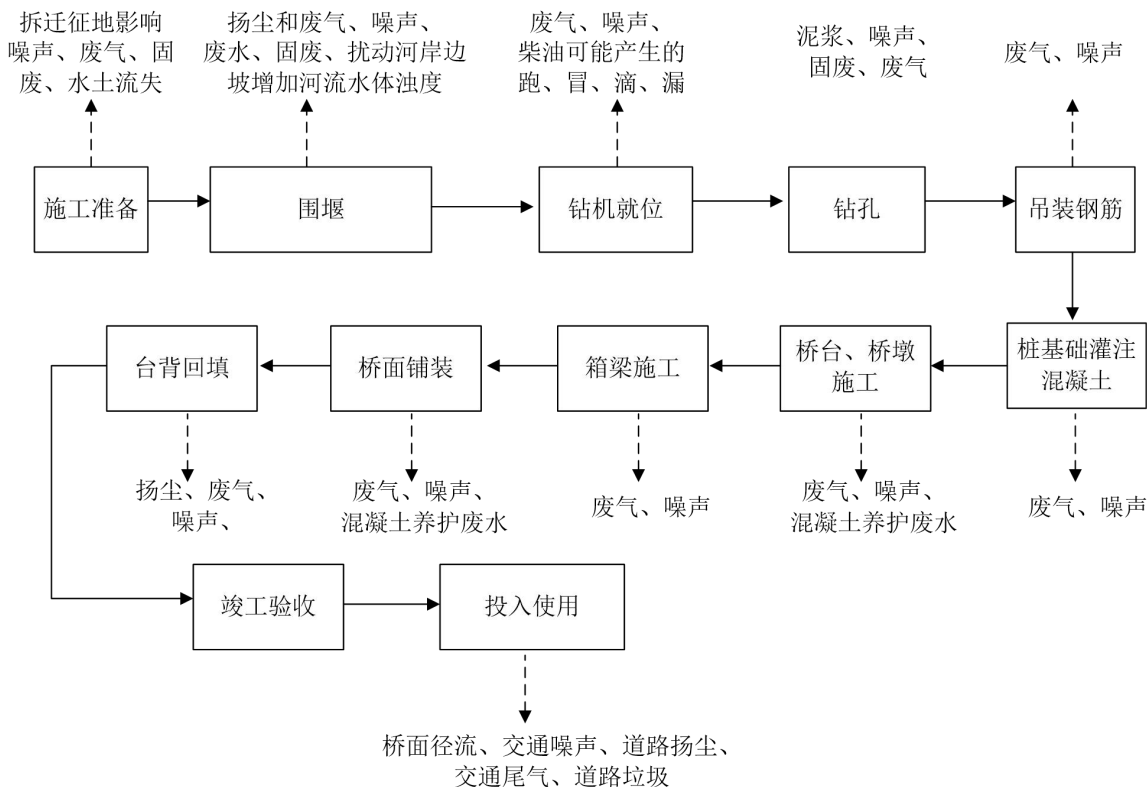 拆迁征地影响
噪声、废气、固
废、水土流失
扬尘和废气、噪声、
废水、固废、扰动河岸边
坡增加河流水体浊度
废气、噪声、
柴油可能产生的
跑、冒、滴、漏
泥浆、噪声、
固废、废气
废气、噪声
施工准备
围堰
钻机就位
钻孔
吊装钢筋
台背回填
桥面铺装
箱梁施工
桥台、桥墩
施工
桩基础灌注
混凝土
扬尘、废气、
噪声、
废气、噪声、
混凝土养护废水
废气、噪声
废气、噪声、
混凝土养护废水
废气、噪声
竣工验收
投入使用
桥面径流、交通噪声、道路扬尘、
交通尾气、道路垃圾